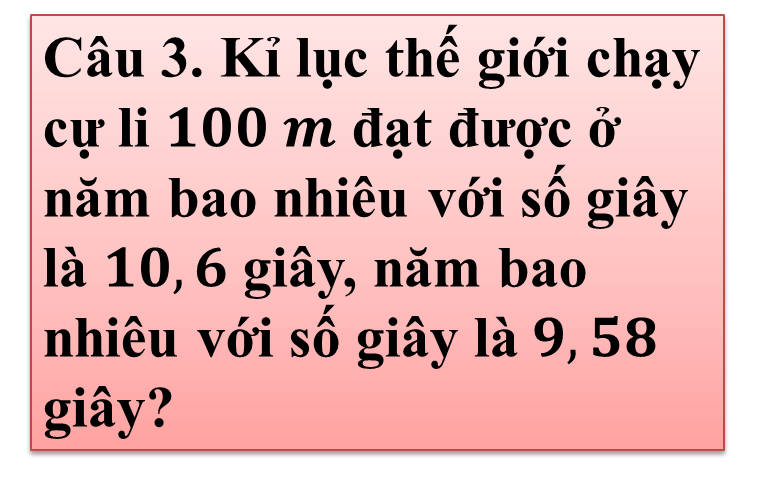 Câu 3. Kỉ lục thế giới chạy
cự li 100 m đạt được ở
năm bao nhiêu với số giây
là 10, 6 giây, năm bao
nhiêu với số giây là 9, 58
giây?